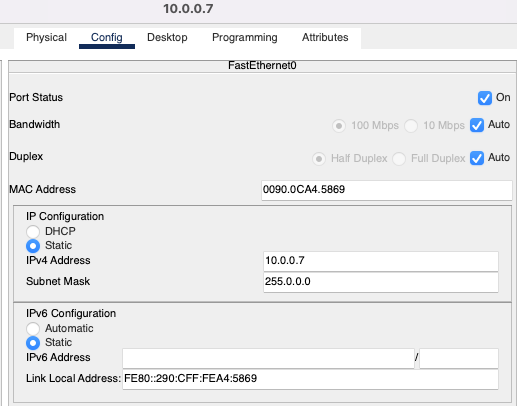 10.0.0.7
Physical Config Desktop Programming Attributes
FastEthernet0
Port Status On
Bandwidth 100 Mbps 10 Mbps Auto
Duplex Half Duplex Full Duplex Auto
MAC Address 0090.0CA4.5869
IP Configuration
DHCP
Static
IPv4 Address 10.0.0.7
Subnet Mask 255.0.0.0
IPv6 Configuration
Automatic
Static
IPv6 Address /
Link Local Address: FE80::290:CFF:FEA4:5869